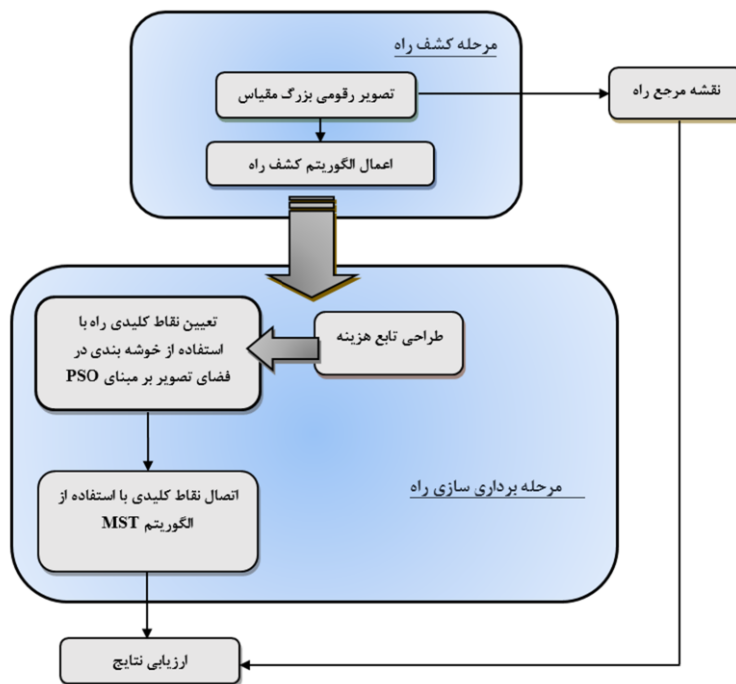 مرحله کشف راه
تصویر رقومی بزرگ مقیاس
نقشه مرجع راه
اعمال الگوریتم کشف راه
تعیین نقاط کلیدی راه با
استفاده از خوشه بندی در
فضای تصویر بر مبنای PSO
طراحی تابع هزینه
مرحله برداری سازی راه
اتصال نقاط کلیدی با استفاده از
الگوریتم MST
ارزیابی نتایج